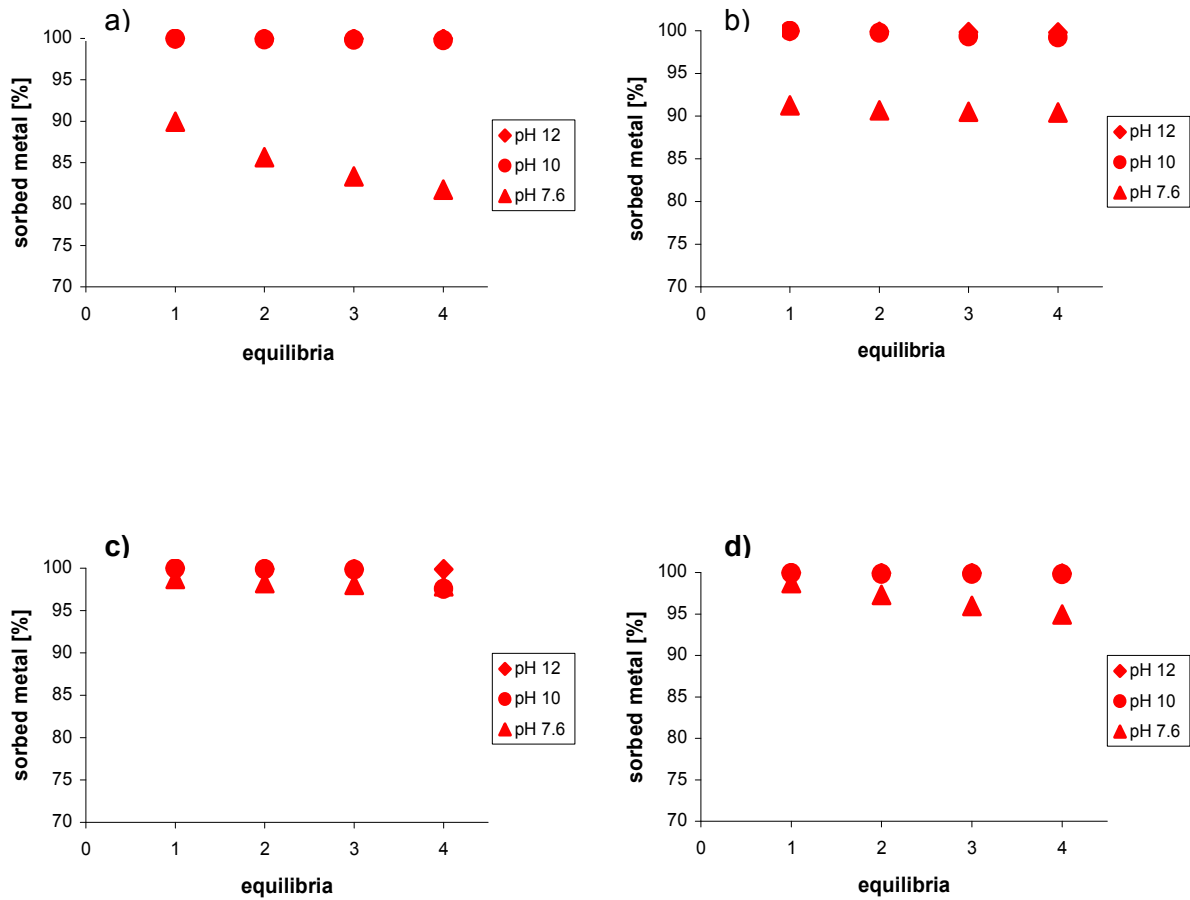 a)
100
95
90
85
80
75
70
0 1 2 3 4
sorbed metal [%]
equilibria
pH 12
pH 10
pH 7.6
b)
100
95
90
85
80
75
70
0 1 2 3 4
sorbed metal [%]
equilibria
pH 12
pH 10
pH 7.6
c)
100
95
90
85
80
75
70
0 1 2 3 4
sorbed metal [%]
equilibria
pH 12
pH 10
pH 7.6
d)
100
95
90
85
80
75
70
0 1 2 3 4
sorbed metal [%]
equilibria
pH 12
pH 10
pH 7.6